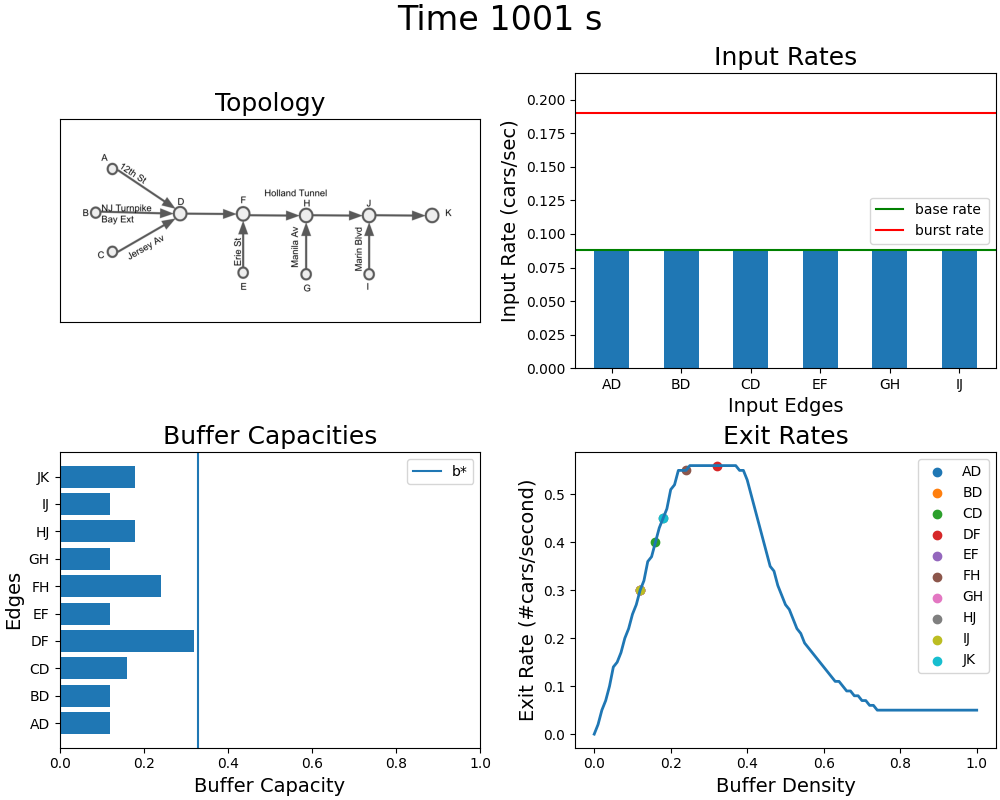 Time 1001 s
Topology
A
12th St
B
NJ Turnpike
Bay Ext
C
Jersey Av
D
F
Holland Tunnel
H
J
K
Erie St
Manila Av
Marin Blvd
E
G
I
Input Rates
Input Rate (cars/sec)
0.200
0.175
0.150
0.125
0.100
0.075
0.050
0.025
0.000
base rate
burst rate
AD BD CD EF GH IJ
Input Edges
Buffer Capacities
Edges
JK
IJ
HJ
GH
FH
EF
DF
CD
BD
AD
b*
0.0 0.2 0.4 0.6 0.8 1.0
Buffer Capacity
Exit Rates
Exit Rate (#cars/second)
0.5
0.4
0.3
0.2
0.1
0.0
AD
BD
CD
DF
EF
FH
GH
HJ
IJ
JK
0.0 0.2 0.4 0.6 0.8 1.0
Buffer Density